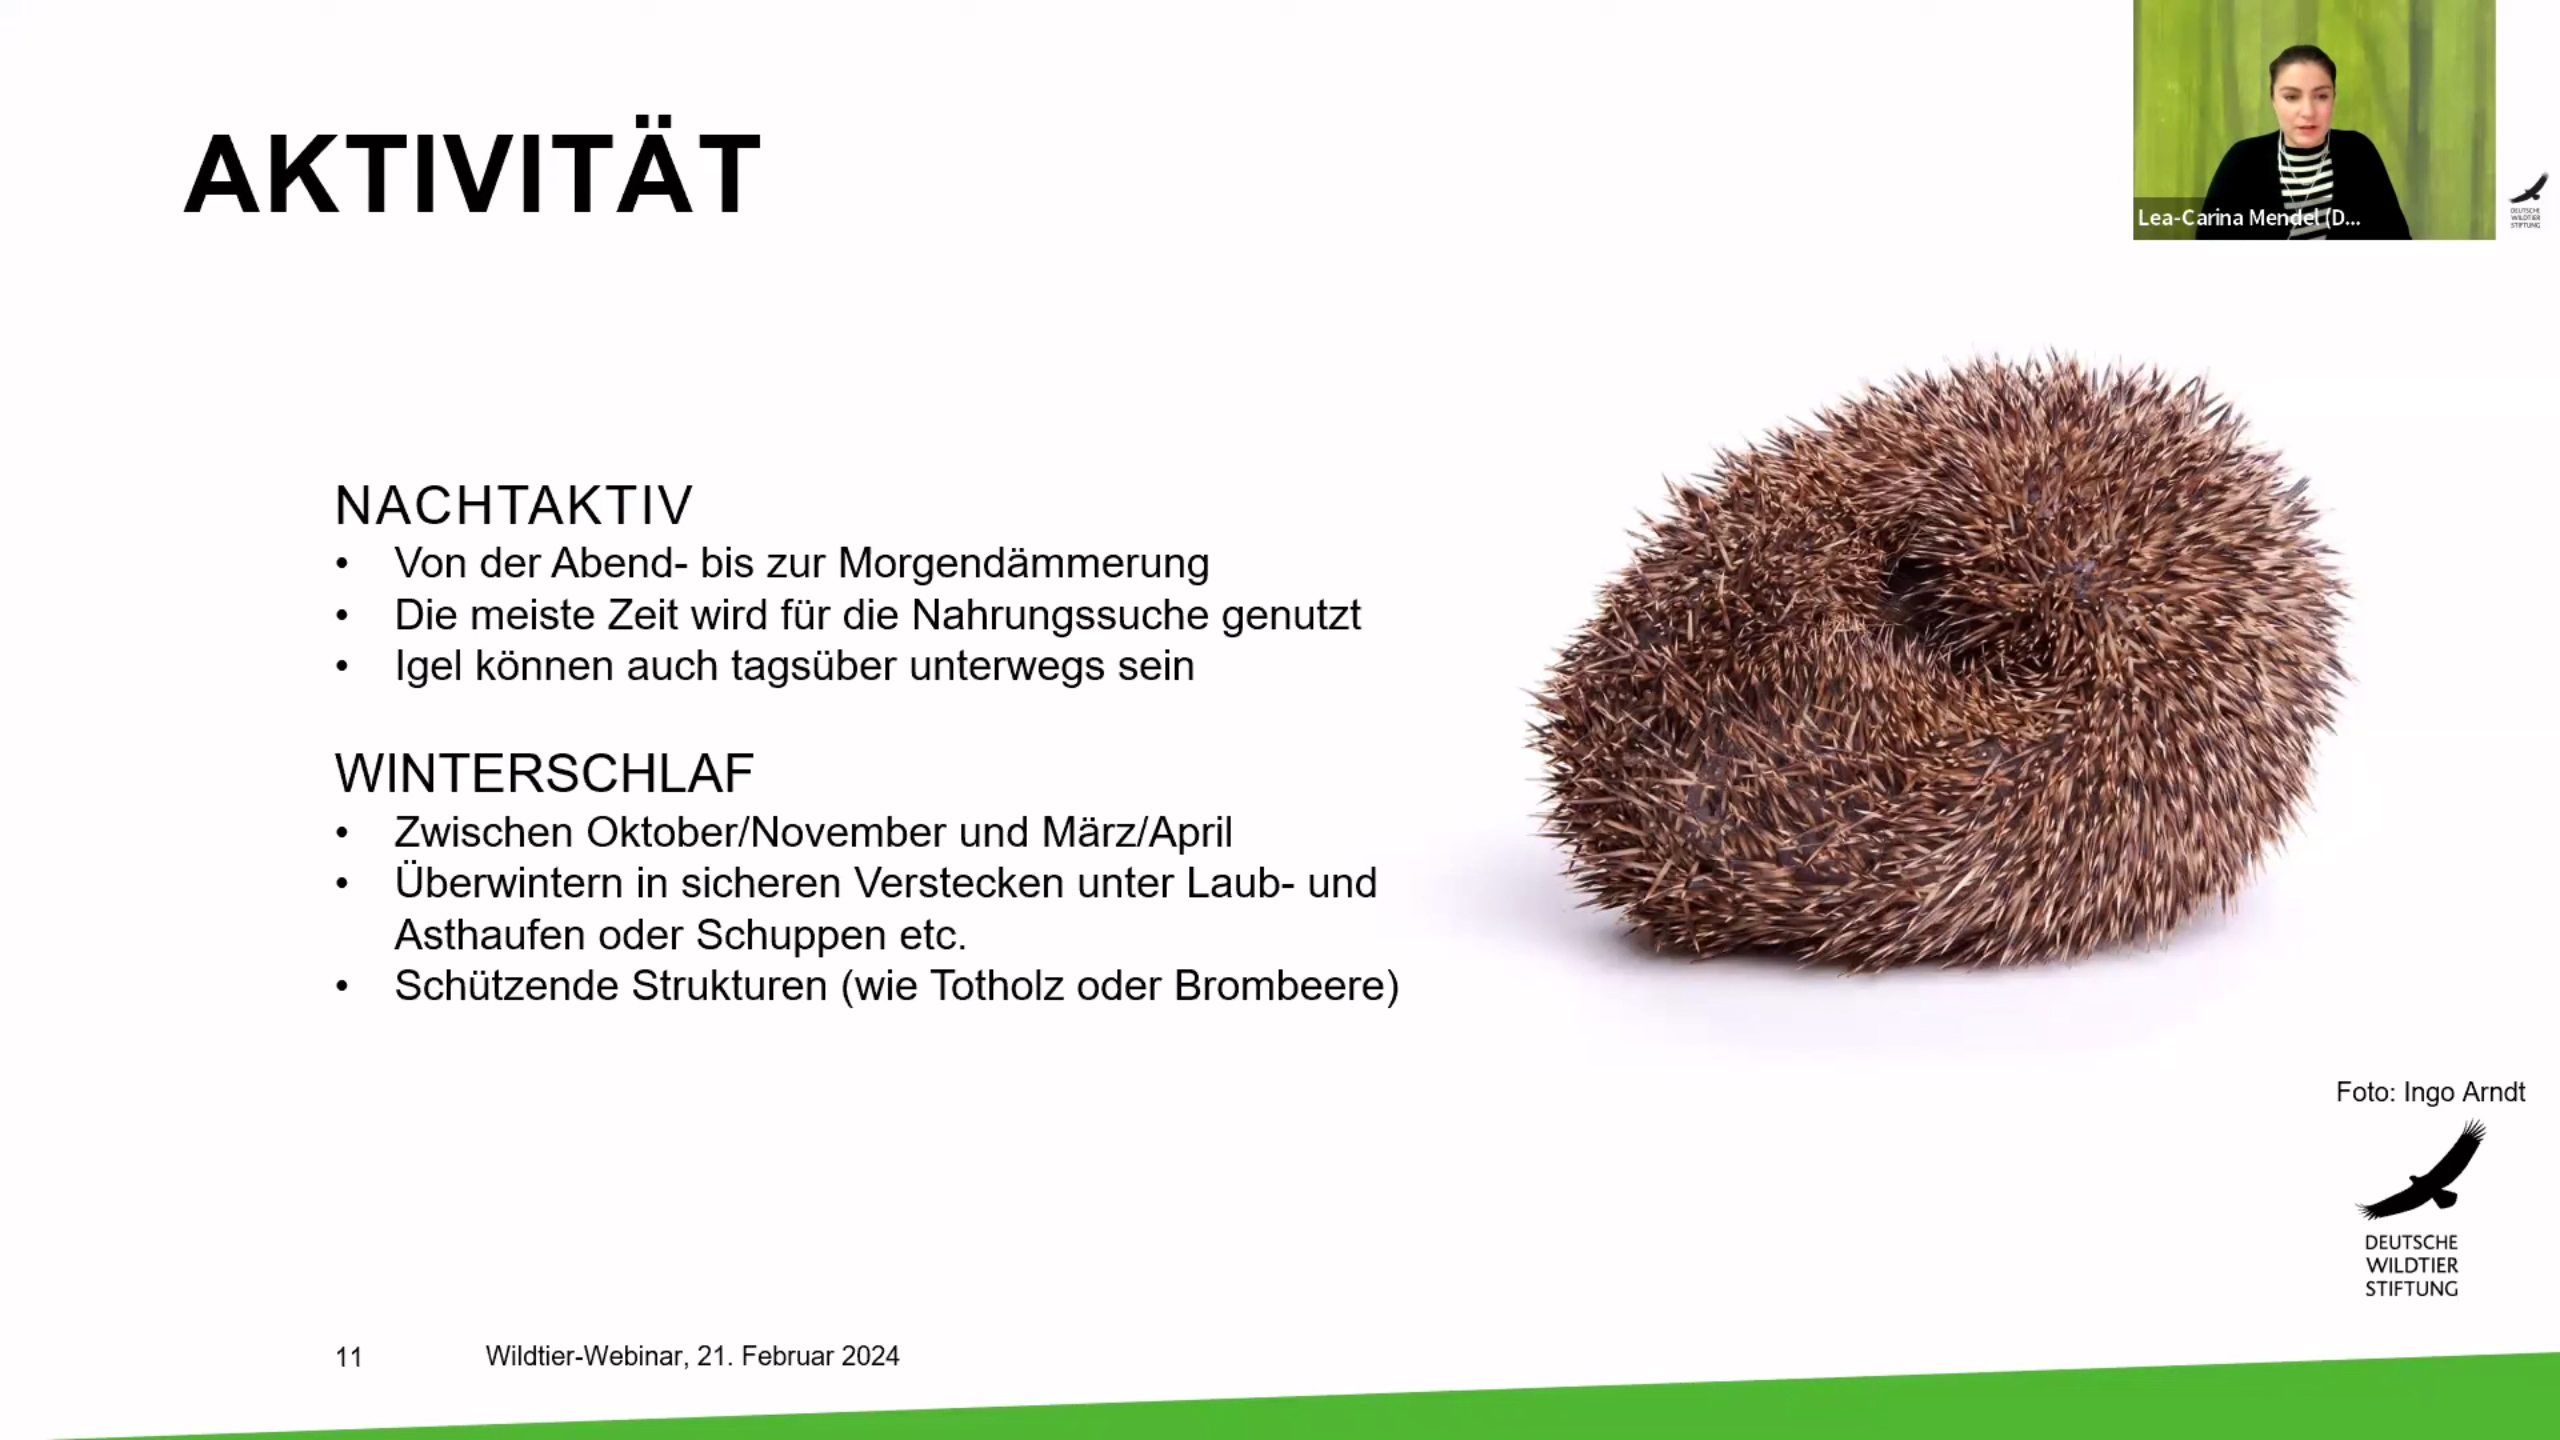 AKTIVITÄT
Lea-Carina Mendel (D...
DEUTSCHE
WILDTIER
STIFTUNG
NACHTAKTIV
• Von der Abend- bis zur Morgendämmerung
• Die meiste Zeit wird für die Nahrungssuche genutzt
• Igel können auch tagsüber unterwegs sein
WINTERSCHLAF
• Zwischen Oktober/November und März/April
• Überwintern in sicheren Verstecken unter Laub- und
Asthaufen oder Schuppen etc.
• Schützende Strukturen (wie Totholz oder Brombeere)
Foto: Ingo Arndt
DEUTSCHE
WILDTIER
STIFTUNG
11 Wildtier-Webinar, 21. Februar 2024